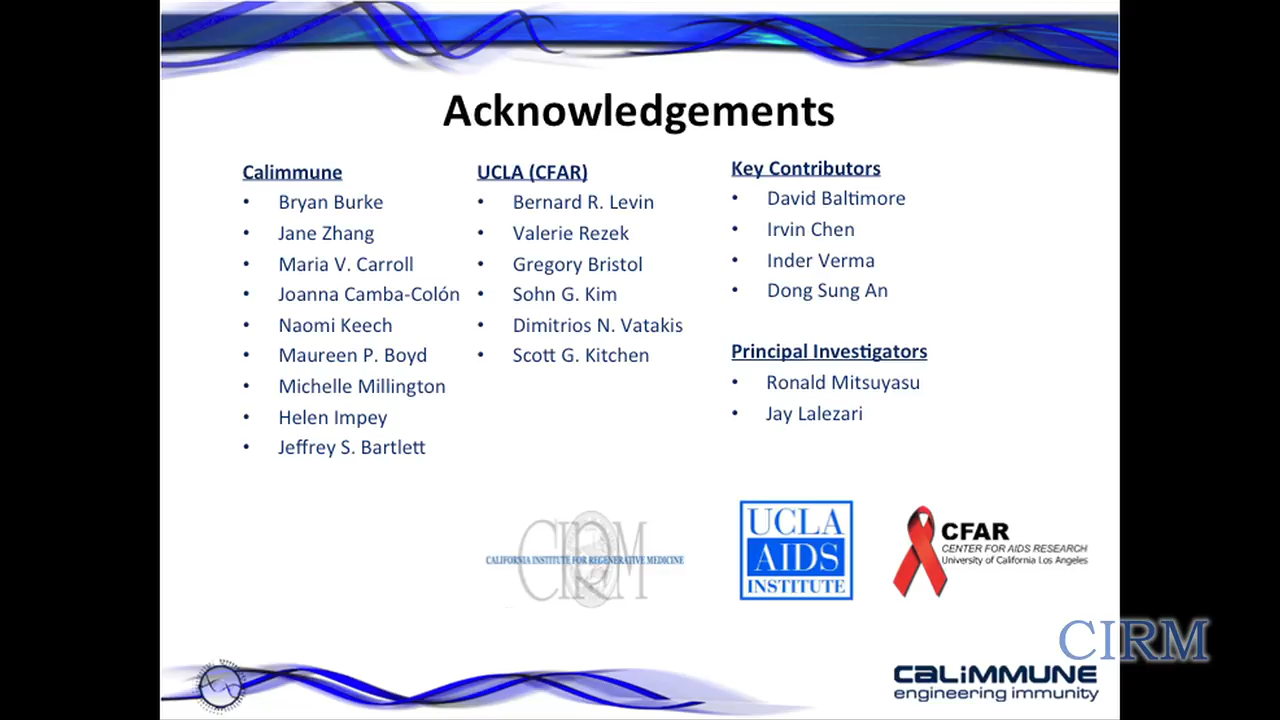 Acknowledgements
Calimmune
• Bryan Burke
• Jane Zhang
• Maria V. Carroll
• Joanna Camba-Colón
• Naomi Keech
• Maureen P. Boyd
• Michelle Millington
• Helen Impey
• Jeffrey S. Bartlett
UCLA (CFAR)
• Bernard R. Levin
• Valerie Rezek
• Gregory Bristol
• Sohn G. Kim
• Dimitrios N. Vatakis
• Scott G. Kitchen
Key Contributors
• David Baltimore
• Irvin Chen
• Inder Verma
• Dong Sung An
Principal Investigators
• Ronald Mitsuyasu
• Jay Lalezari
CIRM
CALIFORNIA INSTITUTE FOR REGENERATIVE MEDICINE
UCLA
AIDS
INSTITUTE
CFAR
CENTER FOR AIDS RESEARCH
University of California Los Angeles
CIRM
CALIMMUNE
engineering immunity